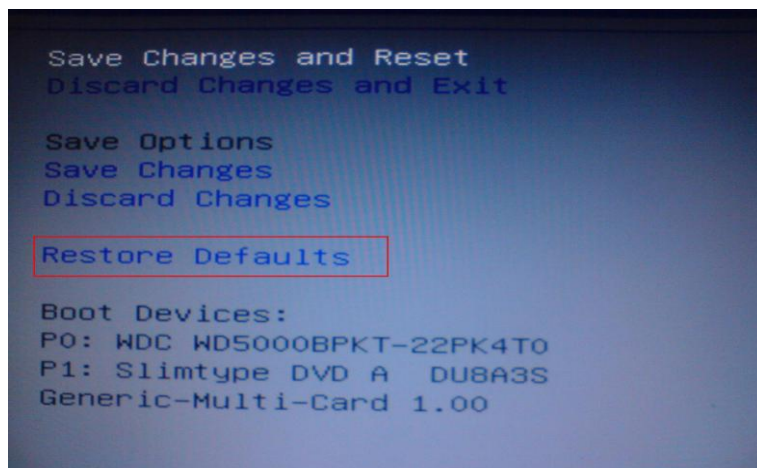 Save Changes and Reset
Discard Changes and Exit
Save Options
Save Changes
Discard Changes
Restore Defaults
Boot Devices:
P0: WDC WD5000BPKT-22PK4T0
P1: Slimtype DVD A DU8A3S
Generic-Multi-Card 1.00